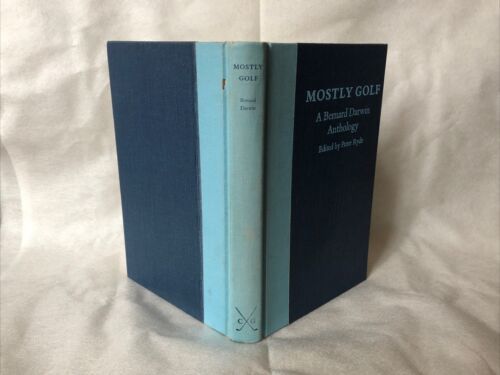 MOSTLY
GOLF
Bernard
Darwin
C G
MOSTLY GOLF
A Bernard Darwin
Anthology
Edited by Peter Ryde